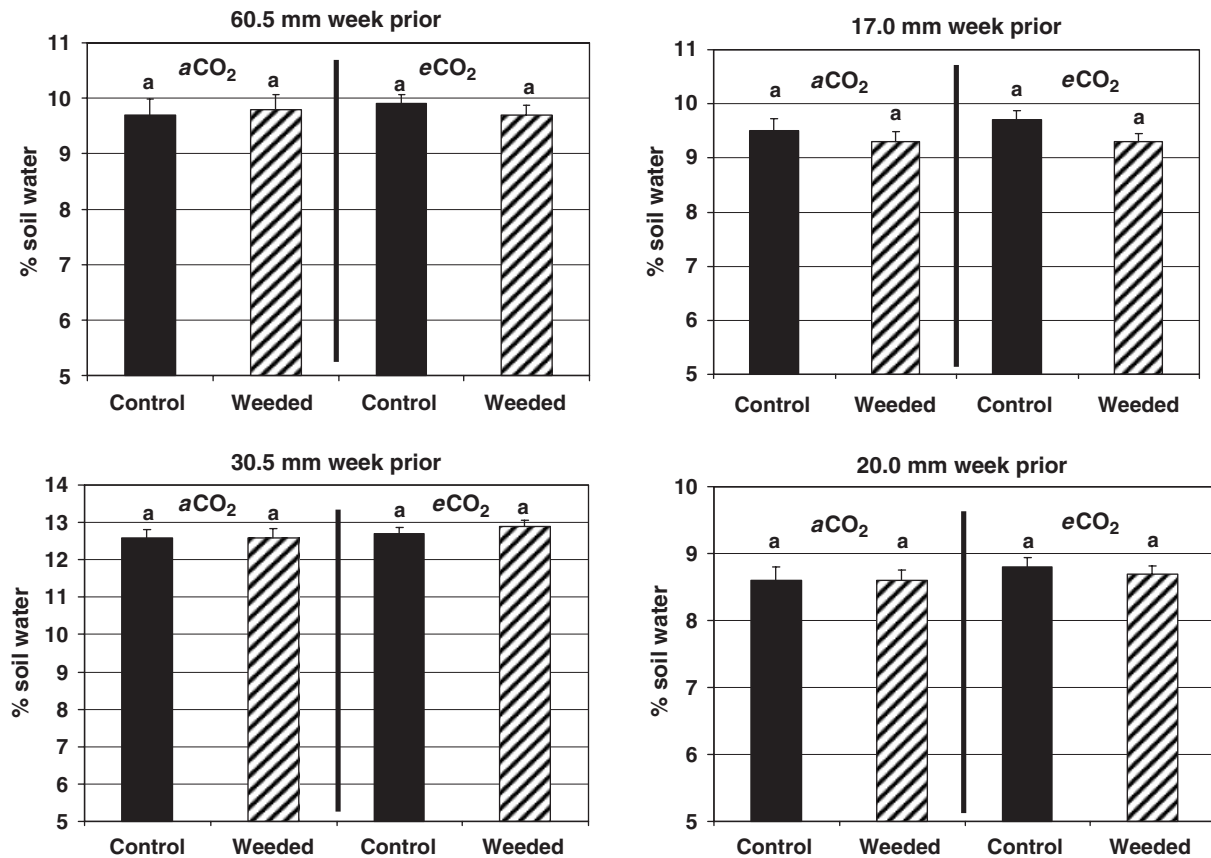 60.5 mm week prior
% soil water
11
10
9
8
7
6
5
aCO2
eCO2
a
a
a
a
Control
Weeded
Control
Weeded
17.0 mm week prior
% soil water
11
10
9
8
7
6
5
aCO2
eCO2
a
a
a
a
Control
Weeded
Control
Weeded
30.5 mm week prior
% soil water
14
13
12
11
10
9
8
7
6
5
aCO2
eCO2
a
a
a
a
Control
Weeded
Control
Weeded
20.0 mm week prior
% soil water
10
9
8
7
6
5
aCO2
eCO2
a
a
a
a
Control
Weeded
Control
Weeded